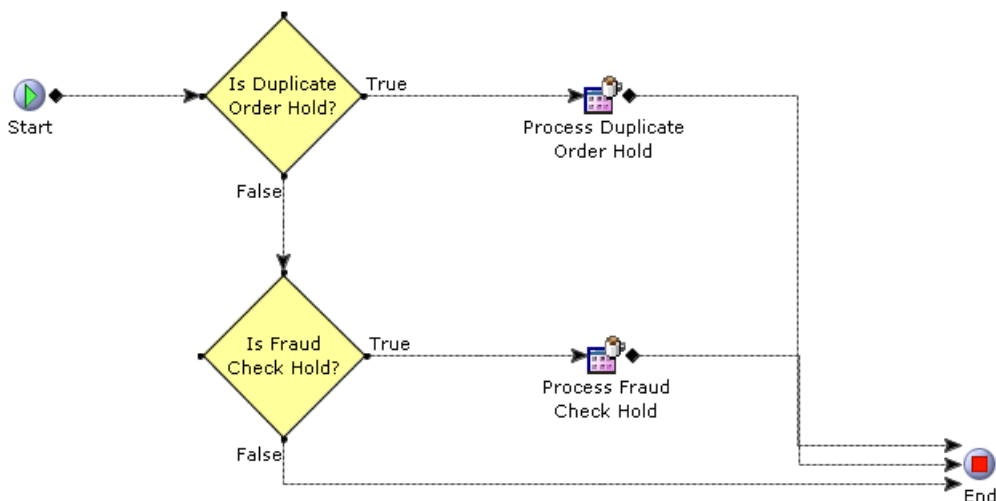 Start
Is Duplicate
Order Hold?
True
Process Duplicate
Order Hold
False
Is Fraud
Check Hold?
True
Process Fraud
Check Hold
False
End